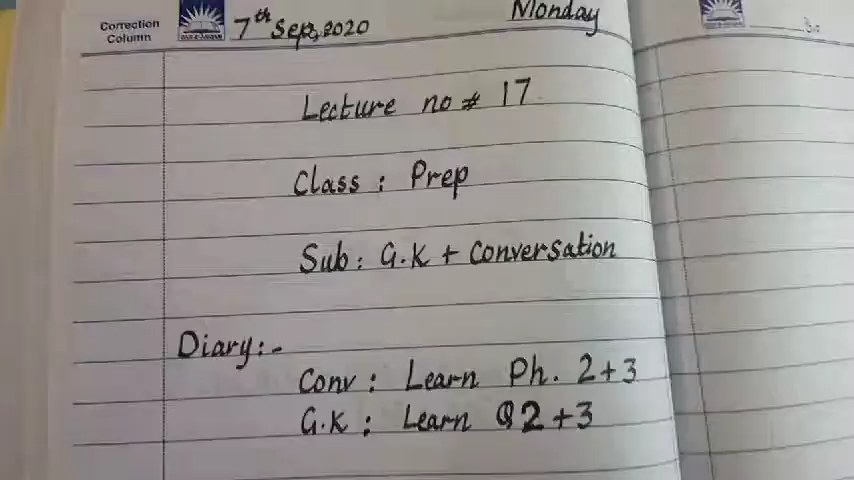 Correction
Column
7th Sep, 2020 Monday
Lecture no # 17
Class : Prep
Sub : G.K + Conversation
Diary:-
Conv : Learn Ph. 2+3
G.K : Learn Q2+3